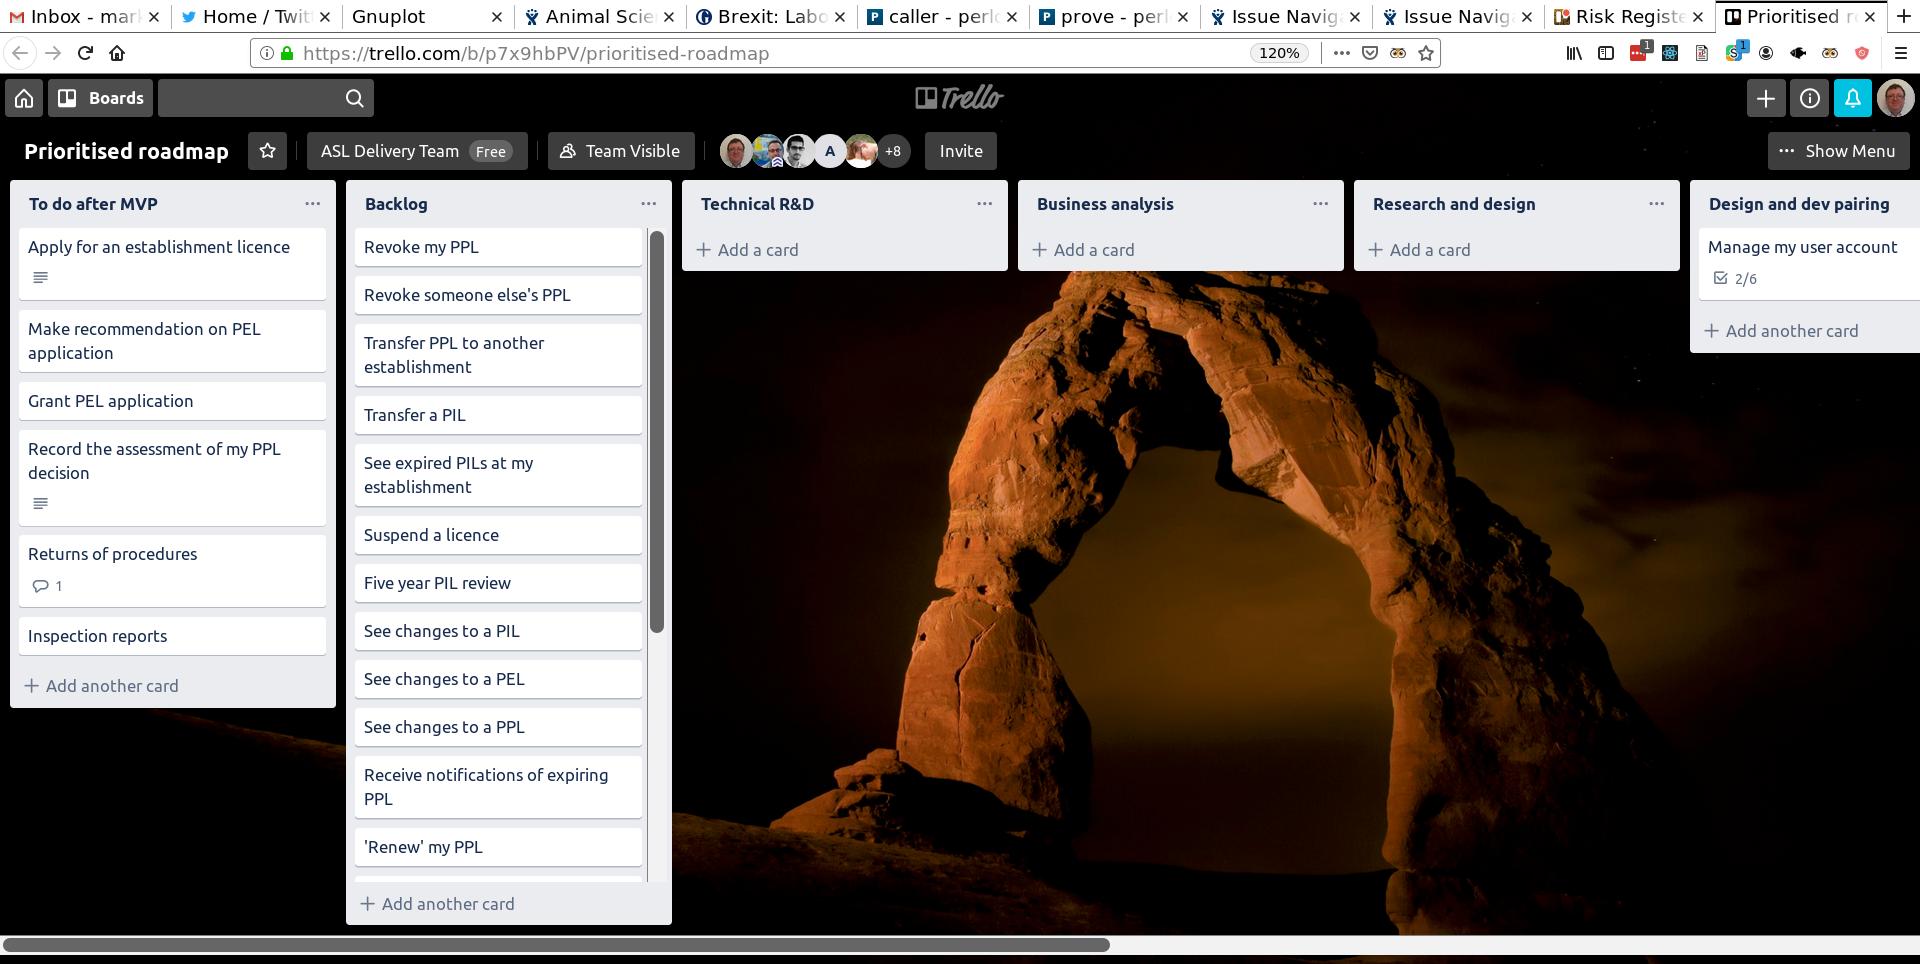 Inbox - mar
Home / Twit
Gnuplot
Animal Scie
Brexit: Labo
caller - perlo
prove - perl
Issue Navig
Issue Navig
Risk Registe
Prioritised r
https://trello.com/b/p7x9hbPV/prioritised-roadmap
120%
1
1
Boards
Trello
Prioritised roadmap
ASL Delivery Team Free
Team Visible
A
+8
Invite
Show Menu
To do after MVP
Apply for an establishment licence
Make recommendation on PEL
application
Grant PEL application
Record the assessment of my PPL
decision
Returns of procedures
1
Inspection reports
Add another card
Backlog
Revoke my PPL
Revoke someone else's PPL
Transfer PPL to another
establishment
Transfer a PIL
See expired PILs at my
establishment
Suspend a licence
Five year PIL review
See changes to a PIL
See changes to a PEL
See changes to a PPL
Receive notifications of expiring
PPL
'Renew' my PPL
Add another card
Technical R&D
Add a card
Business analysis
Add a card
Research and design
Add a card
Design and dev pairing
Manage my user account
2/6
Add another card